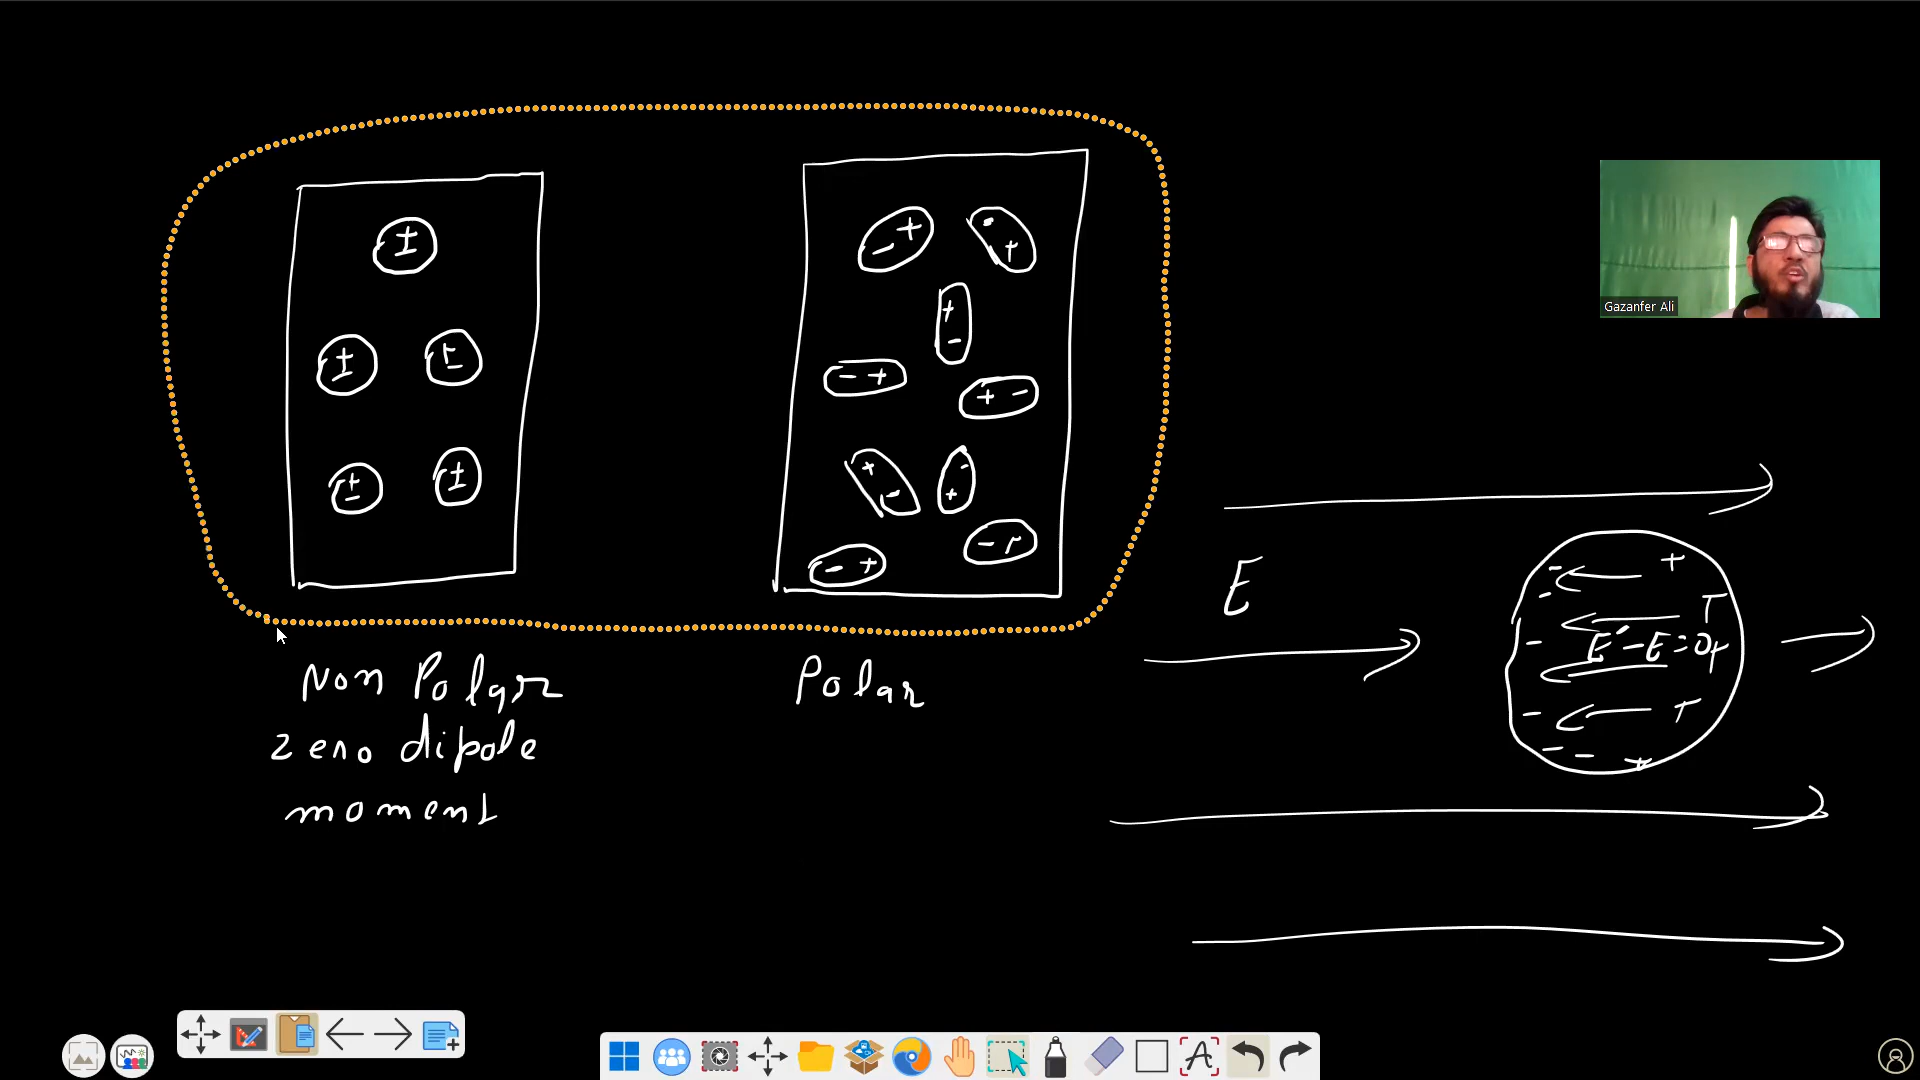 ±
±
±
±
±
- +
+
+
-
- +
+ -
+
-
-
+
- +
-
Non Polar
zero dipole
moment
Polar
E
E' - E = 0
Gazanfer Ali